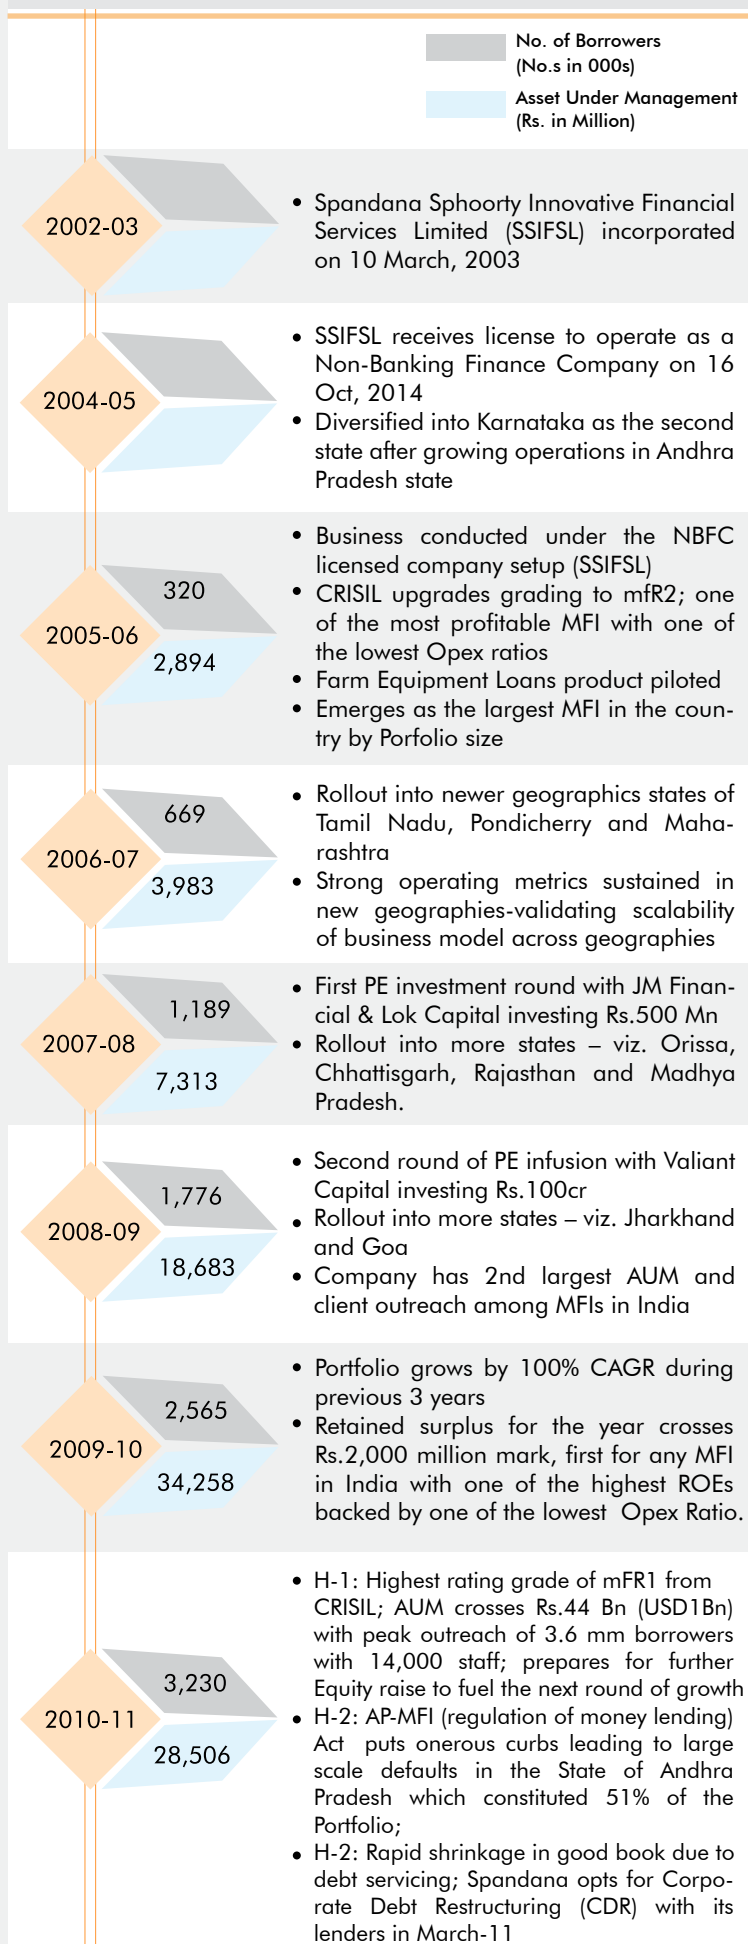 No. of Borrowers
(No.s in 000s)
Asset Under Management
(Rs. in Million)
2002-03
• Spandana Sphoorty Innovative Financial
Services Limited (SSIFSL) incorporated
on 10 March, 2003
2004-05
• SSIFSL receives license to operate as a
Non-Banking Finance Company on 16
Oct, 2014
• Diversified into Karnataka as the second
state after growing operations in Andhra
Pradesh state
320
2005-06
2,894
• Business conducted under the NBFC
licensed company setup (SSIFSL)
• CRISIL upgrades grading to mfR2; one
of the most profitable MFI with one of
the lowest Opex ratios
• Farm Equipment Loans product piloted
• Emerges as the largest MFI in the coun-
try by Porfolio size
669
2006-07
3,983
• Rollout into newer geographics states of
Tamil Nadu, Pondicherry and Maha-
rashtra
• Strong operating metrics sustained in
new geographies-validating scalability
of business model across geographies
1,189
2007-08
7,313
• First PE investment round with JM Finan-
cial & Lok Capital investing Rs.500 Mn
• Rollout into more states – viz. Orissa,
Chhattisgarh, Rajasthan and Madhya
Pradesh.
1,776
2008-09
18,683
• Second round of PE infusion with Valiant
Capital investing Rs.100cr
• Rollout into more states – viz. Jharkhand
and Goa
• Company has 2nd largest AUM and
client outreach among MFIs in India
2,565
2009-10
34,258
• Portfolio grows by 100% CAGR during
previous 3 years
• Retained surplus for the year crosses
Rs.2,000 million mark, first for any MFI
in India with one of the highest ROEs
backed by one of the lowest Opex Ratio.
3,230
2010-11
28,506
• H-1: Highest rating grade of mFR1 from
CRISIL; AUM crosses Rs.44 Bn (USD1Bn)
with peak outreach of 3.6 mm borrowers
with 14,000 staff; prepares for further
Equity raise to fuel the next round of growth
• H-2: AP-MFI (regulation of money lending)
Act puts onerous curbs leading to large
scale defaults in the State of Andhra
Pradesh which constituted 51% of the
Portfolio;
• H-2: Rapid shrinkage in good book due to
debt servicing; Spandana opts for Corpo-
rate Debt Restructuring (CDR) with its
lenders in March-11